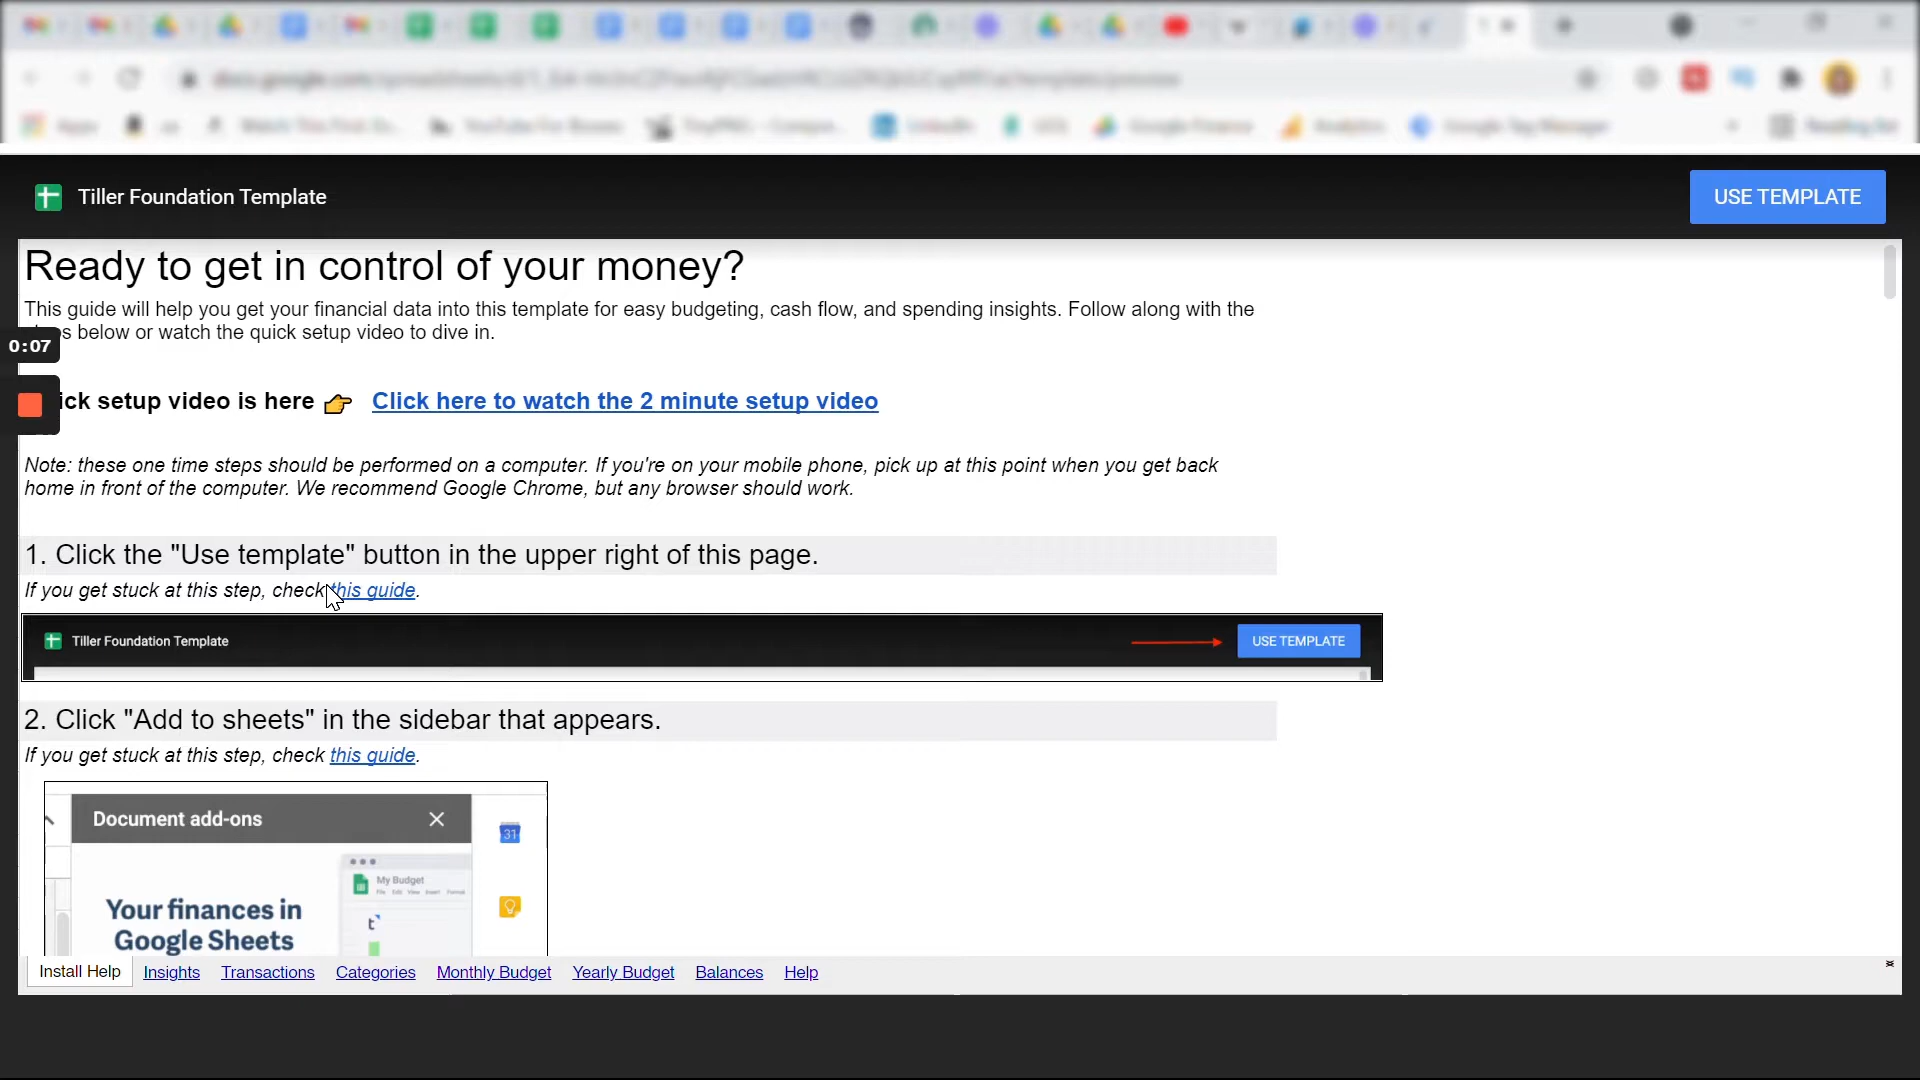 Tiller Foundation Template
USE TEMPLATE
Ready to get in control of your money?
This guide will help you get your financial data into this template for easy budgeting, cash flow, and spending insights. Follow along with the
s below or watch the quick setup video to dive in.
0:07
ick setup video is here 👉 Click here to watch the 2 minute setup video
Note: these one time steps should be performed on a computer. If you're on your mobile phone, pick up at this point when you get back
home in front of the computer. We recommend Google Chrome, but any browser should work.
1. Click the "Use template" button in the upper right of this page.
If you get stuck at this step, check this guide.
Tiller Foundation Template
USE TEMPLATE
2. Click "Add to sheets" in the sidebar that appears.
If you get stuck at this step, check this guide.
Document add-ons
31
My Budget
File Edit View Insert Format
Your finances in
Google Sheets
Install Help Insights Transactions Categories Monthly Budget Yearly Budget Balances Help